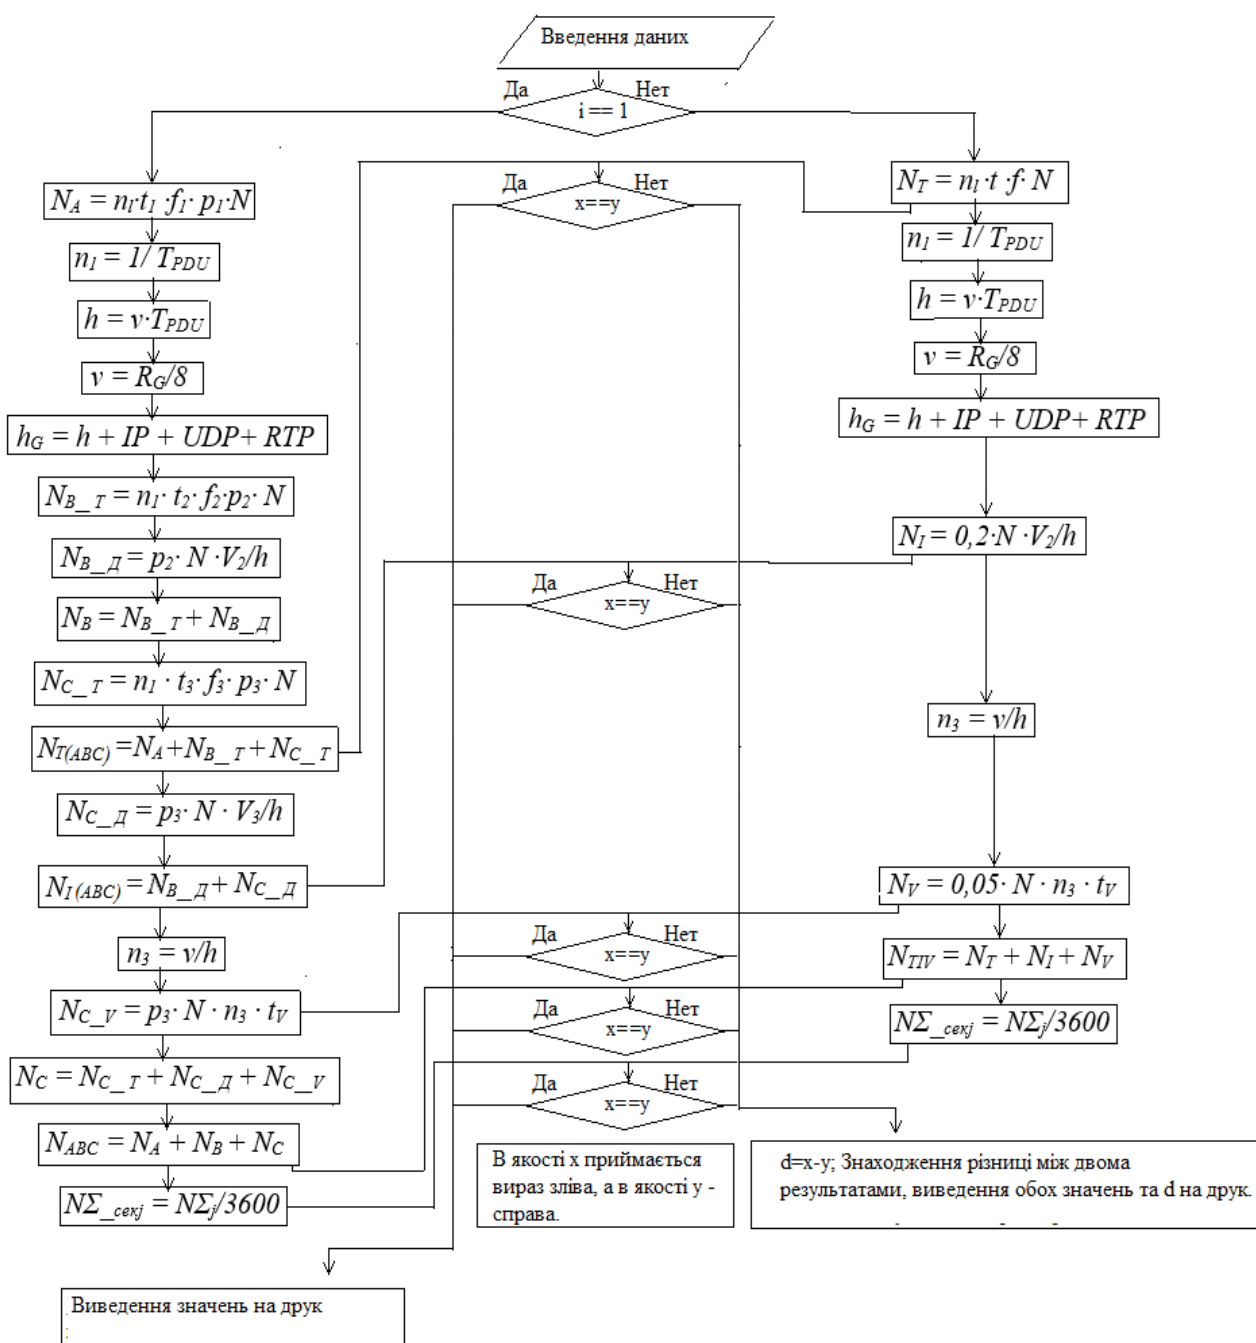 Введення даних
Да
Нет
i == 1
N_A = n_l·t_1 ·f_1· p_1·N
n_1 = 1/ T_PDU
h = v·T_PDU
v = R_G/8
h_G = h + IP + UDP+ RTP
N_B_T = n_1· t_2· f_2·p_2· N
N_B_Д = p_2· N ·V_2/h
N_B = N_B_T + N_B_Д
N_C_T = n_1 · t_3· f_3· p_3· N
N_T(ABC) = N_A + N_B_T + N_C_T
N_C_Д = p_3· N · V_3/h
N_I(ABC) = N_B_Д + N_C_Д
n_3 = v/h
N_C_V = p_3· N · n_3 · t_V
N_C = N_C_T + N_C_Д + N_C_V
N_ABC = N_A + N_B + N_C
NΣ_секj = NΣ_j/3600
Да
Нет
x==y
Да
Нет
x==y
Да
Нет
x==y
Да
Нет
x==y
Да
Нет
x==y
N_T = n_l ·t ·f· N
n_1 = 1/ T_PDU
h = v·T_PDU
v = R_G/8
h_G = h + IP + UDP+ RTP
N_I = 0,2·N ·V_2/h
n_3 = v/h
N_V = 0,05· N · n_3 · t_V
N_TIV = N_T + N_I + N_V
NΣ_секj = NΣ_j/3600
В якості x приймається
вираз зліва, а в якості y -
справа.
d=x-y; Знаходження різниці між двома
результатами, виведення обох значень та d на друк.
Виведення значень на друк